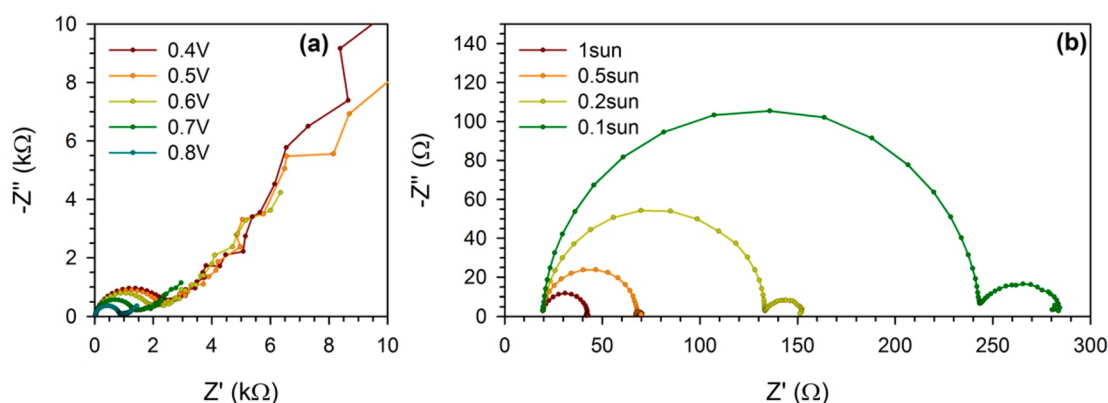 (a)
0.4V
0.5V
0.6V
0.7V
0.8V
10
8
6
4
2
0
-Z'' (kΩ)
0 2 4 6 8 10
Z' (kΩ)
(b)
1sun
0.5sun
0.2sun
0.1sun
140
120
100
80
60
40
20
0
-Z'' (Ω)
0 50 100 150 200 250 300
Z' (Ω)